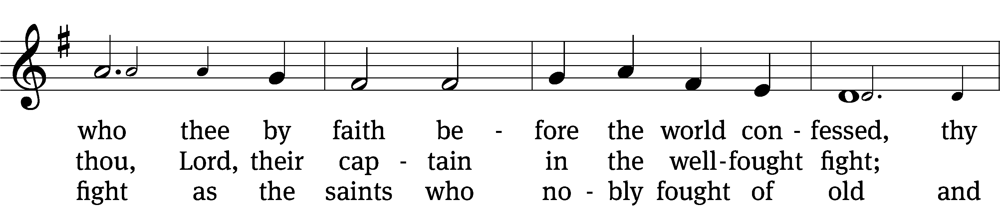 who thee by faith be - fore the world con - fessed, thy
thou, Lord, their cap - tain in the well - fought fight;
fight as the saints who no - bly fought of old and